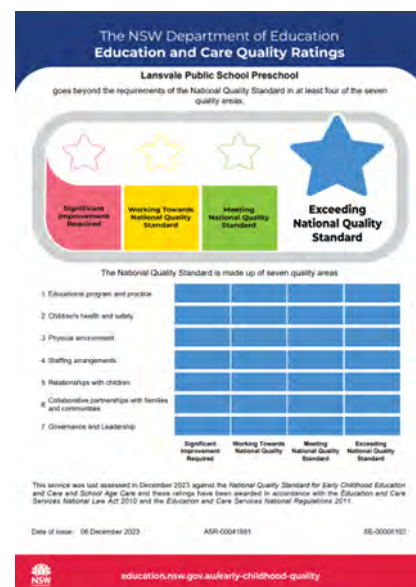 The NSW Department of Education
Education and Care Quality Ratings
Lansvale Public School Preschool
goes beyond the requirements of the National Quality Standard in at least four of the seven
quality areas.
Significant
Improvement
Required
Working Towards
National Quality
Standard
Meeting
National Quality
Standard
Exceeding
National Quality
Standard
The National Quality Standard is made up of seven quality areas
1 Educational program and practice
2 Children's health and safety
3 Physical environment
4 Staffing arrangements
5 Relationships with children
6 Collaborative partnerships with families
and communities
7 Governance and Leadership
Significant
Improvement
Required
Working Towards
National Quality
Meeting
National Quality
Standard
Exceeding
National Quality
Standard
This service was last assessed in December 2023 against the National Quality Standard for Early Childhood Education
and Care and School Age Care and these ratings have been awarded in accordance with the Education and Care
Services National Law Act 2010 and the Education and Care Services National Regulations 2011.
Date of issue: 06 December 2023
NSW
education.nsw.gov.au/early-childhood-quality